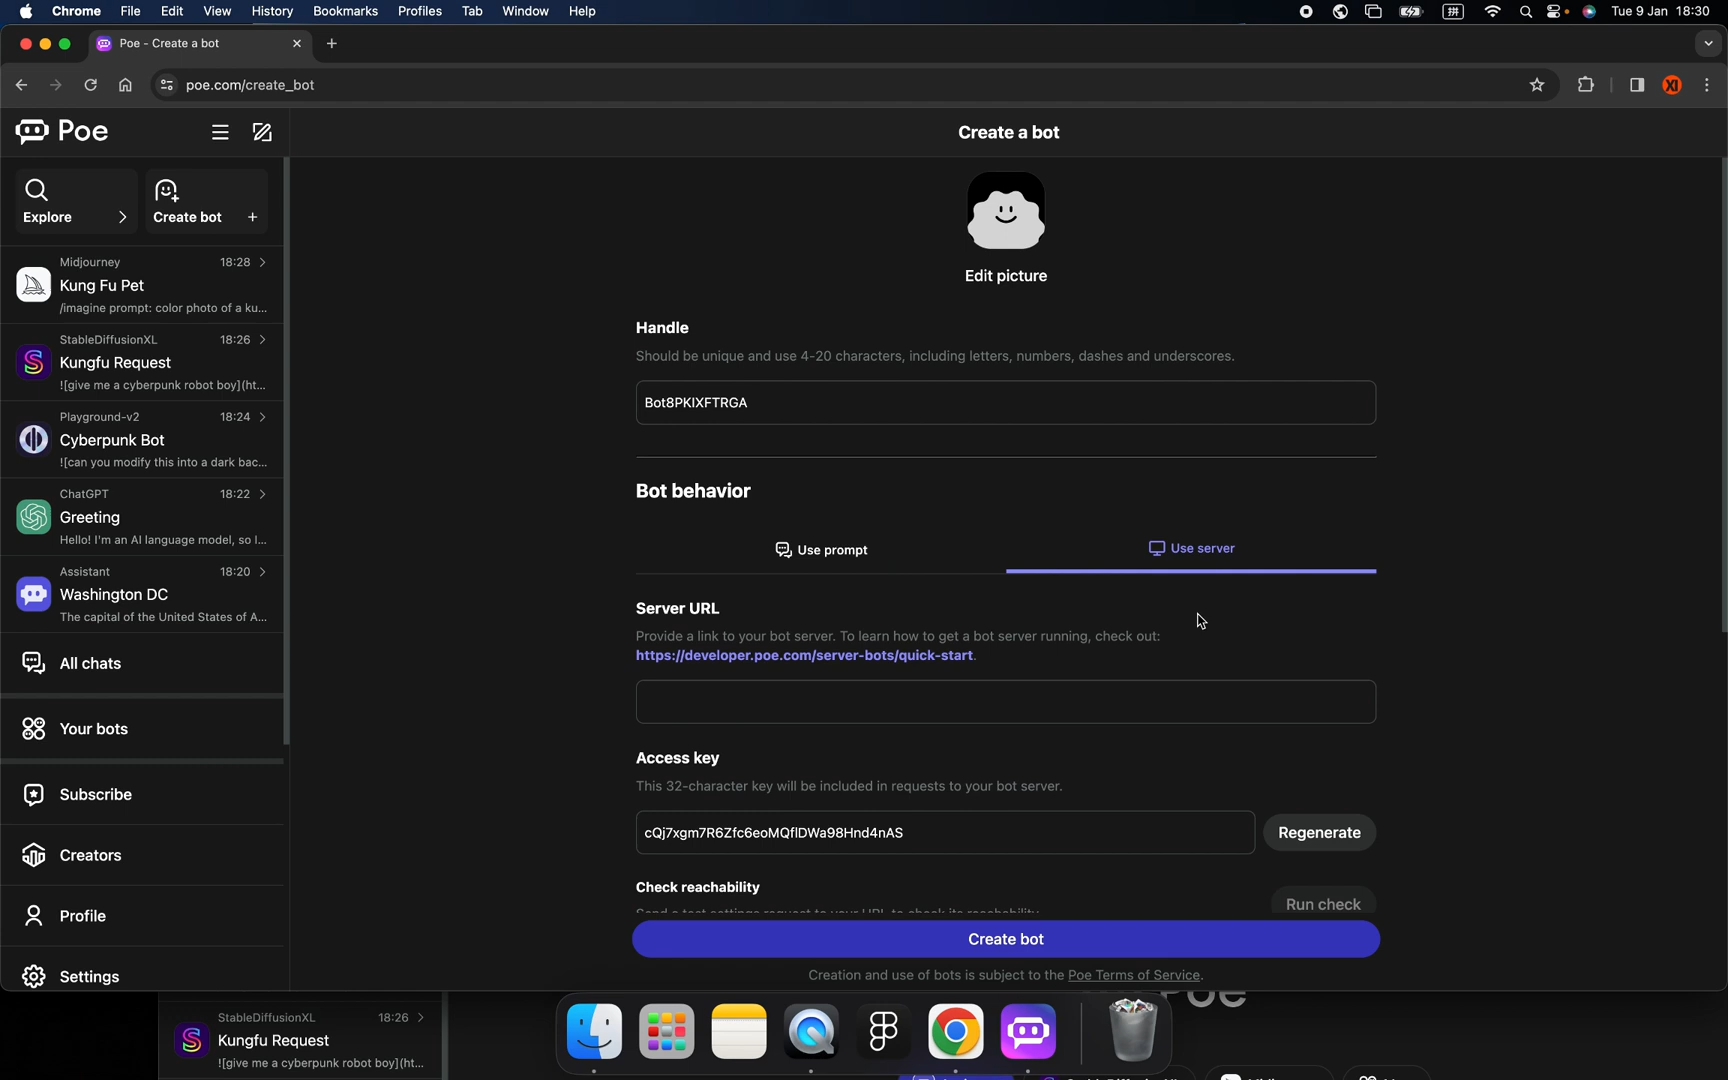 Chrome File Edit View History Bookmarks Profiles Tab Window Help Tue 9 Jan 18:30
Poe - Create a bot
poe.com/create_bot XI
Poe
Create a bot
Explore
Create bot +
Edit picture
Midjourney 18:28
Kung Fu Pet
/imagine prompt: color photo of a ku...
StableDiffusionXL 18:26
Kungfu Request
![give me a cyberpunk robot boy](ht...
Playground-v2 18:24
Cyberpunk Bot
![can you modify this into a dark bac...
ChatGPT 18:22
Greeting
Hello! I'm an AI language model, so I...
Assistant 18:20
Washington DC
The capital of the United States of A...
All chats
Your bots
Subscribe
Creators
Profile
Settings
Handle
Should be unique and use 4-20 characters, including letters, numbers, dashes and underscores.
Bot8PKIXFTRGA
Bot behavior
Use prompt
Use server
Server URL
Provide a link to your bot server. To learn how to get a bot server running, check out:
https://developer.poe.com/server-bots/quick-start.
Access key
This 32-character key will be included in requests to your bot server.
cQj7xgm7R6Zfc6eoMQflDWa98Hnd4nAS
Regenerate
Check reachability
Run check
Create bot
Creation and use of bots is subject to the Poe Terms of Service.
StableDiffusionXL 18:26
Kungfu Request
![give me a cyberpunk robot boy](ht...
Poe